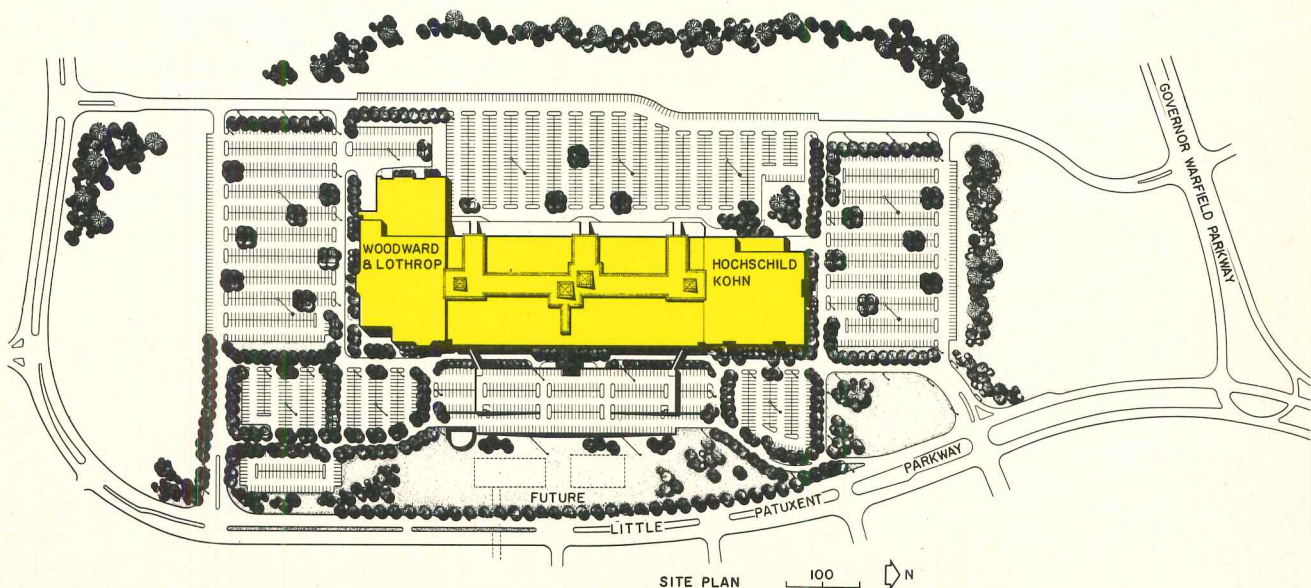 GOVERNOR WARFIELD PARKWAY
WOODWARD
& LOTHROP
HOCHSCHILD
KOHN
FUTURE
LITTLE PATUXENT PARKWAY
SITE PLAN
100
N